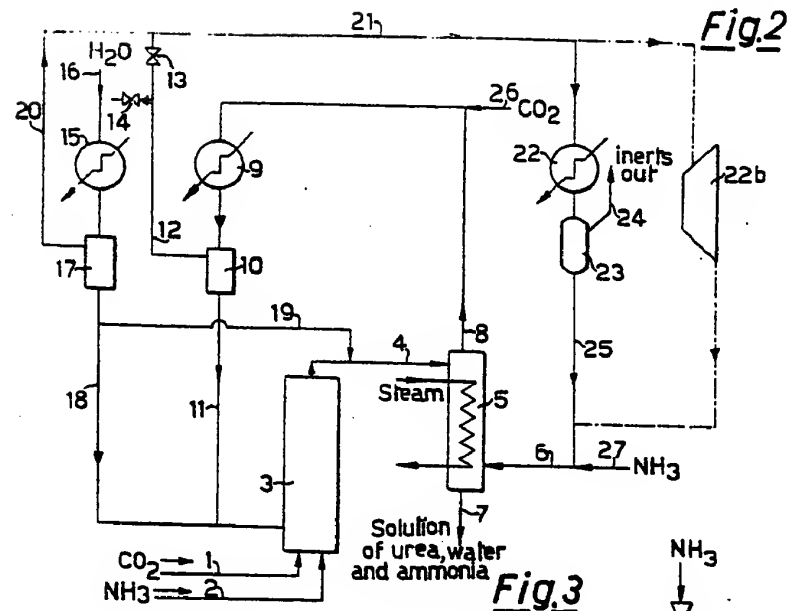 21
Fig.2
H₂O
16
13
26
CO₂
20
14
15
9
22
inerts
out
22b
24
12
17
10
23
19
8
4
25
Steam
5
18
11
3
6
27
NH₃
7
Solution
of urea, water
and ammonia
CO₂
1
NH₃
2
Fig.3
NH₃